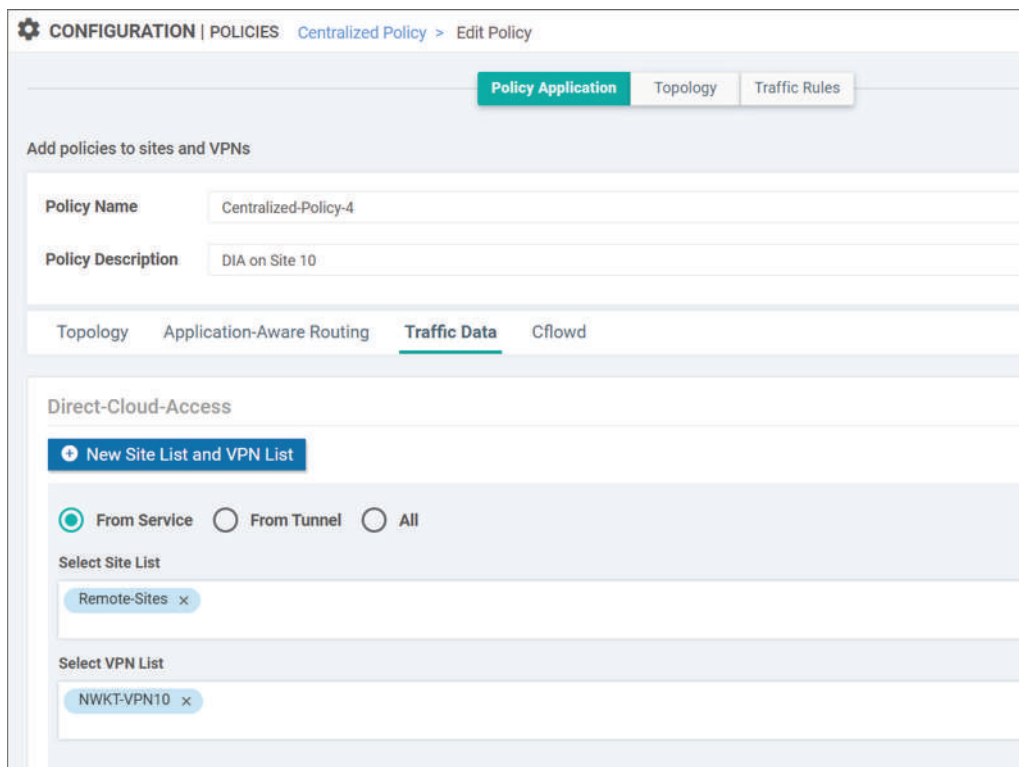 CONFIGURATION | POLICIES Centralized Policy > Edit Policy
Policy Application Topology Traffic Rules
Add policies to sites and VPNs
Policy Name Centralized-Policy-4
Policy Description DIA on Site 10
Topology Application-Aware Routing Traffic Data Cflowd
Direct-Cloud-Access
New Site List and VPN List
From Service From Tunnel All
Select Site List
Remote-Sites ×
Select VPN List
NWKT-VPN10 ×